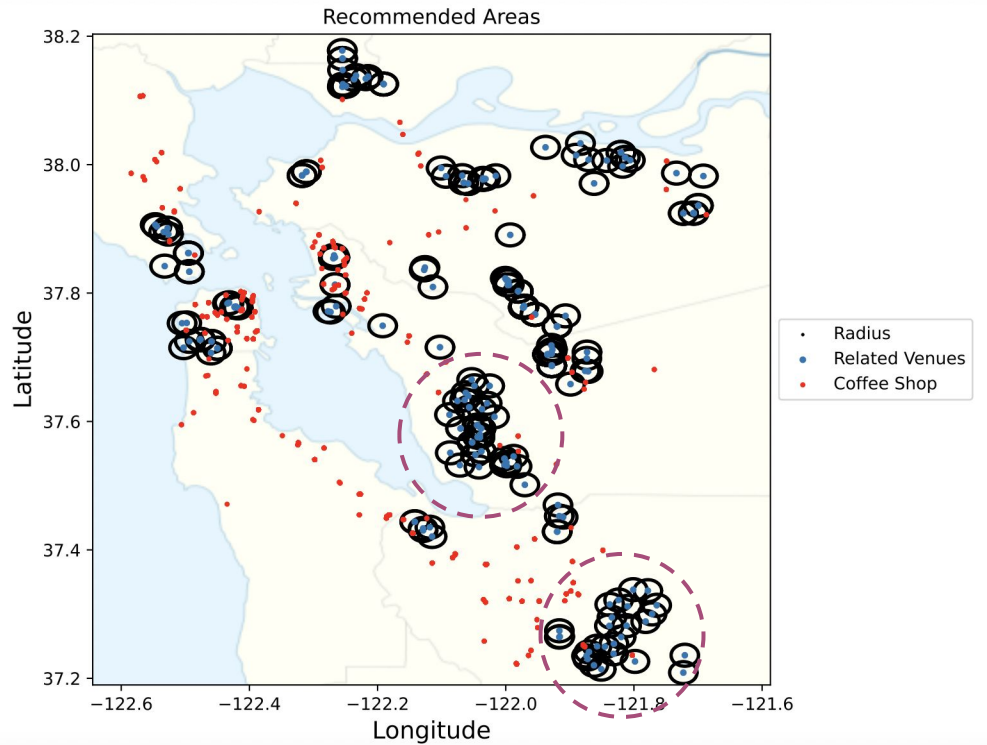 Recommended Areas
38.2
38.0
37.8
37.6
37.4
37.2
Latitude
−122.6
−122.4
−122.2
−122.0
−121.8
−121.6
Longitude
Radius
Related Venues
Coffee Shop